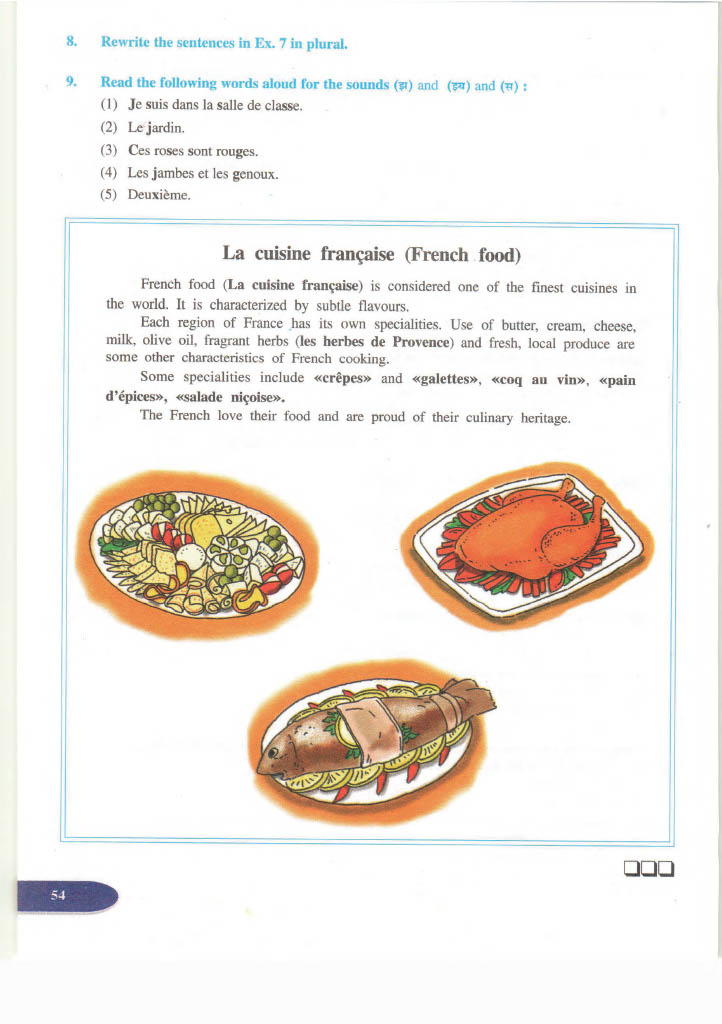 8. Rewrite the sentences in Ex. 7 in plural.
9. Read the following words aloud for the sounds (झ) and (इय) and (स) :
(1) Je suis dans la salle de classe.
(2) Le jardin.
(3) Ces roses sont rouges.
(4) Les jambes et les genoux.
(5) Deuxième.
La cuisine française (French food)
French food (La cuisine française) is considered one of the finest cuisines in
the world. It is characterized by subtle flavours.
Each region of France has its own specialities. Use of butter, cream, cheese,
milk, olive oil, fragrant herbs (les herbes de Provence) and fresh, local produce are
some other characteristics of French cooking.
Some specialities include «crêpes» and «galettes», «coq au vin», «pain
d'épices», «salade niçoise».
The French love their food and are proud of their culinary heritage.
54